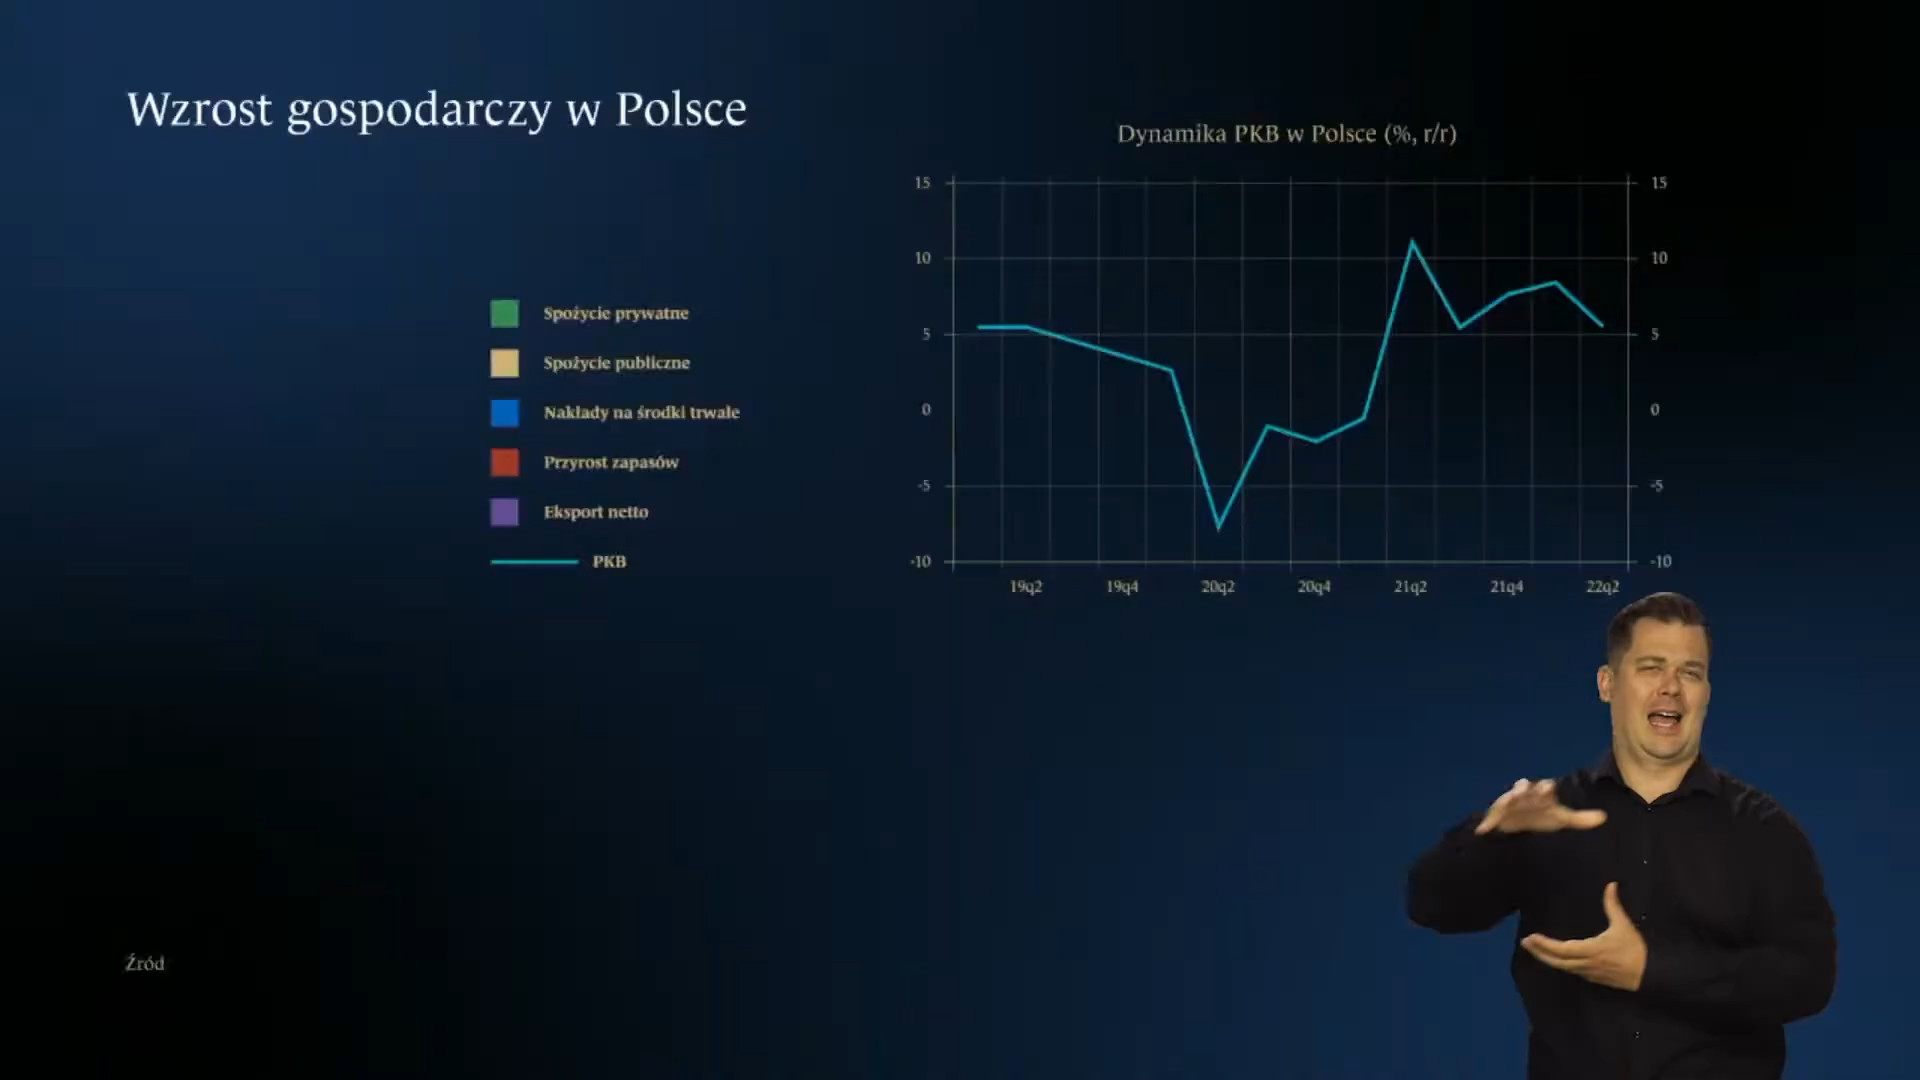 Wzrost gospodarczy w Polsce
Spożycie prywatne
Spożycie publiczne
Nakłady na środki trwałe
Przyrost zapasów
Eksport netto
PKB
Dynamika PKB w Polsce (%, r/r)
15 15
10 10
5 5
0 0
-5 -5
-10 -10
19q2 19q4 20q2 20q4 21q2 21q4 22q2
Źród